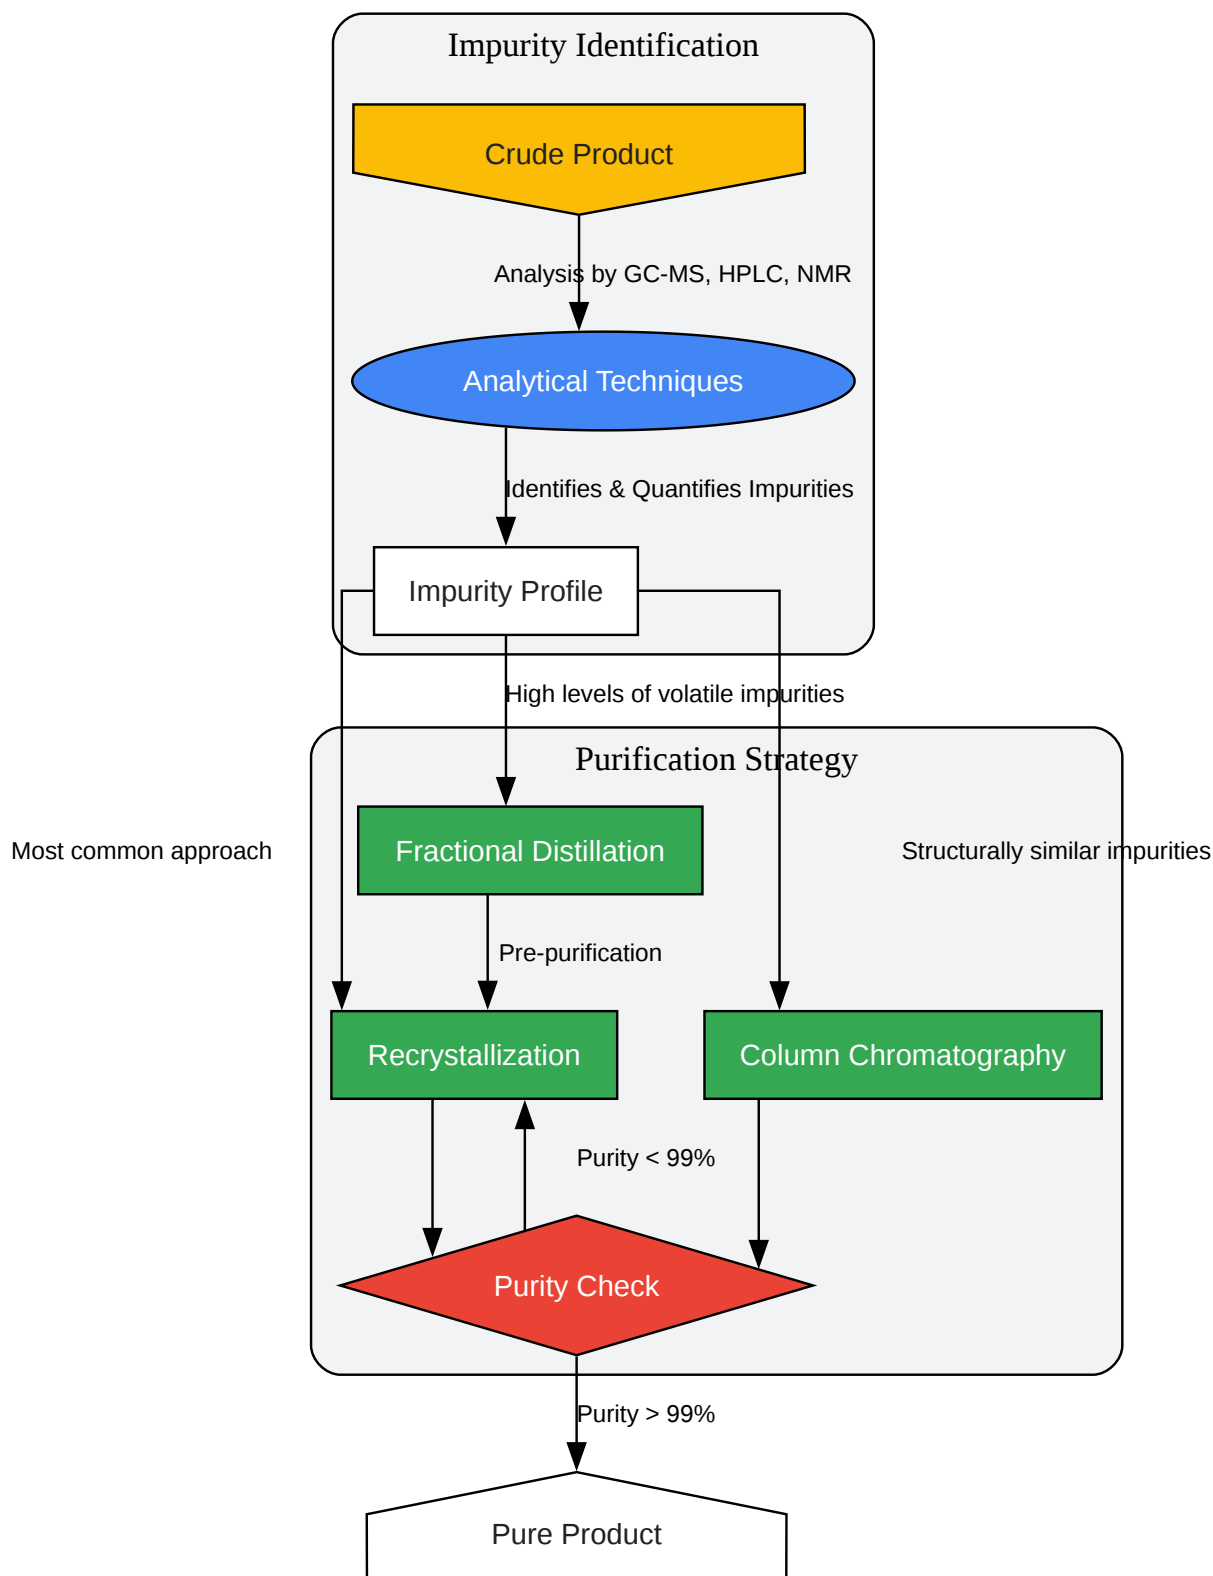 Impurity Identification
Crude Product
Analysis by GC-MS, HPLC, NMR
Analytical Techniques
Identifies & Quantifies Impurities
Impurity Profile
High levels of volatile impurities
Purification Strategy
Most common approach
Fractional Distillation
Structurally similar impurities
Pre-purification
Recrystallization
Column Chromatography
Purity < 99%
Purity Check
Purity > 99%
Pure Product